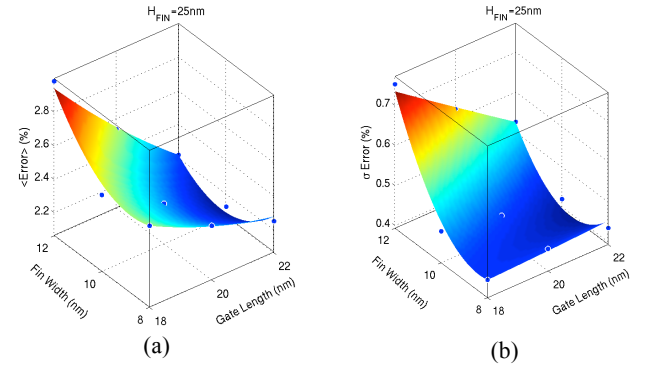 H_FIN=25nm
<Error> (%)
2.8
2.6
2.4
2.2
12
10
8
Fin Width (nm)
18
20
22
Gate Length (nm)
(a)
H_FIN=25nm
σ Error (%)
0.7
0.6
0.5
0.4
12
10
8
Fin Width (nm)
18
20
22
Gate Length (nm)
(b)